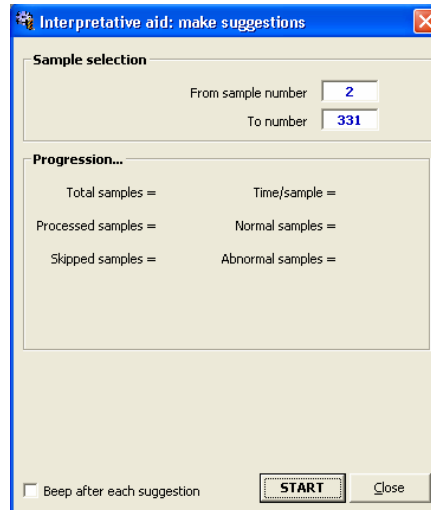 Interpretative aid: make suggestions
Sample selection
From sample number 2
To number 331
Progression...
Total samples = Time/sample =
Processed samples = Normal samples =
Skipped samples = Abnormal samples =
Beep after each suggestion START Close